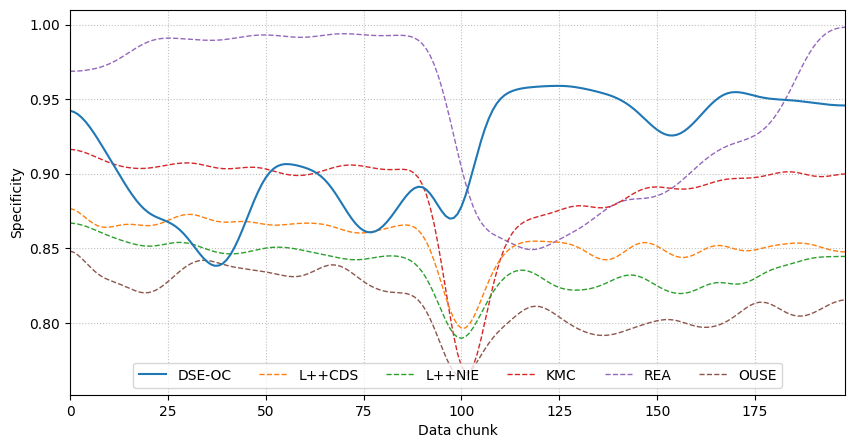 1.00
0.95
0.90
0.85
0.80
Specificity
DSE-OC L++CDS L++NIE KMC REA OUSE
0 25 50 75 100 125 150 175
Data chunk